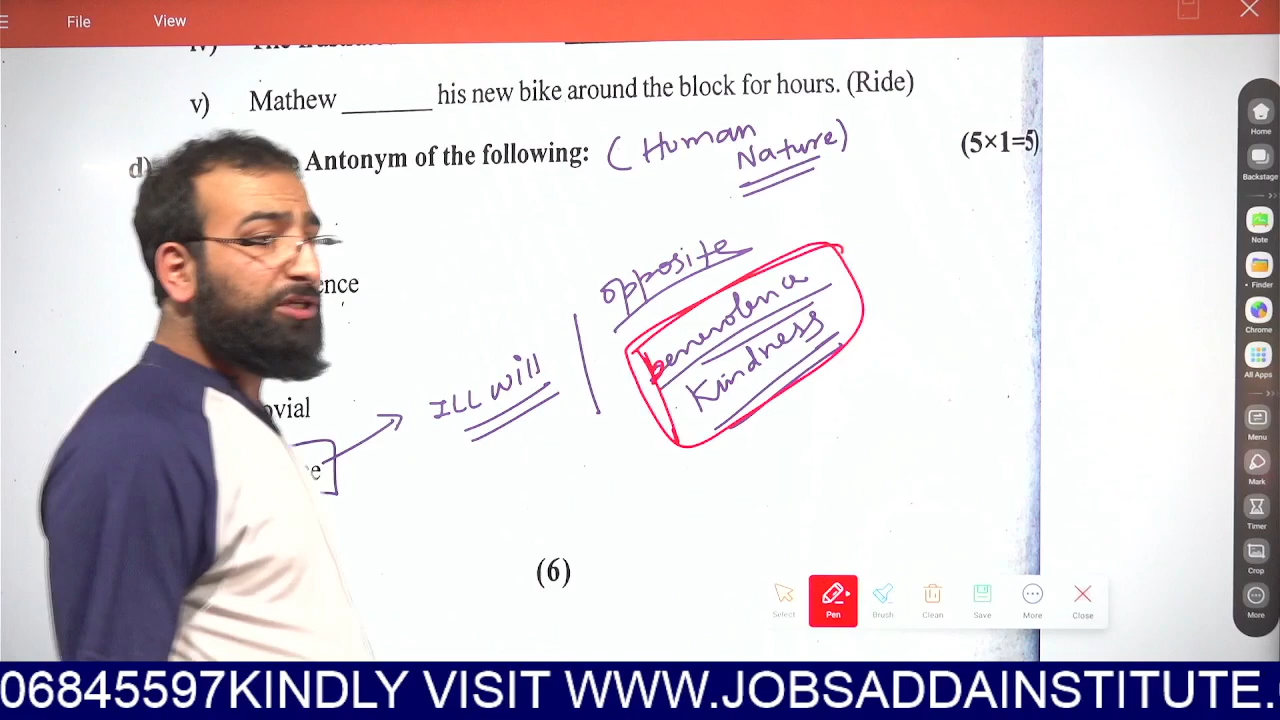 File View
v) Mathew _______ his new bike around the block for hours. (Ride)
d) Antonym of the following: (5×1=5)
(Human
Nature)
opposite
ence
benevolence
Kindness
ILL will
ovial
e
(6)
Select Pen Brush Clean Save More Close
Home
Backstage
Note
Finder
Chrome
All Apps
Menu
Mark
Timer
Crop
More
06845597KINDLY VISIT WWW.JOBSADDAINSTITUTE.